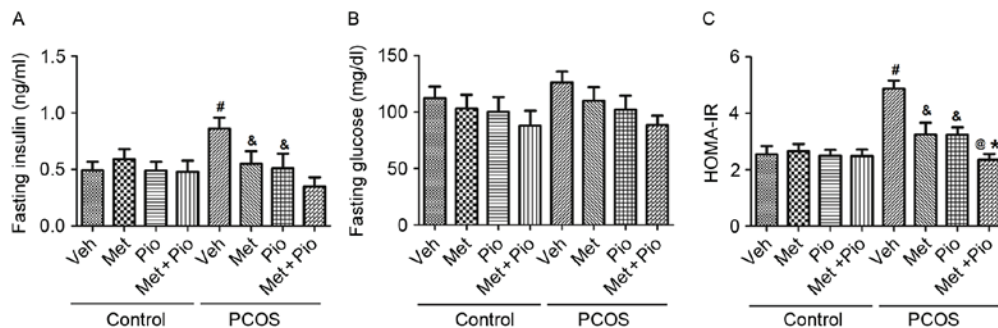 A
Fasting insulin (ng/ml)
1.5
1.0
0.5
0.0
#
&
&
Veh
Met
Pio
Met+Pio
Veh
Met
Pio
Met+Pio
Control
PCOS
B
Fasting glucose (mg/dl)
150
100
50
0
Veh
Met
Pio
Met+Pio
Veh
Met
Pio
Met+Pio
Control
PCOS
C
HOMA-IR
6
4
2
0
#
&
&
@ *
Veh
Met
Pio
Met+Pio
Veh
Met
Pio
Met+Pio
Control
PCOS